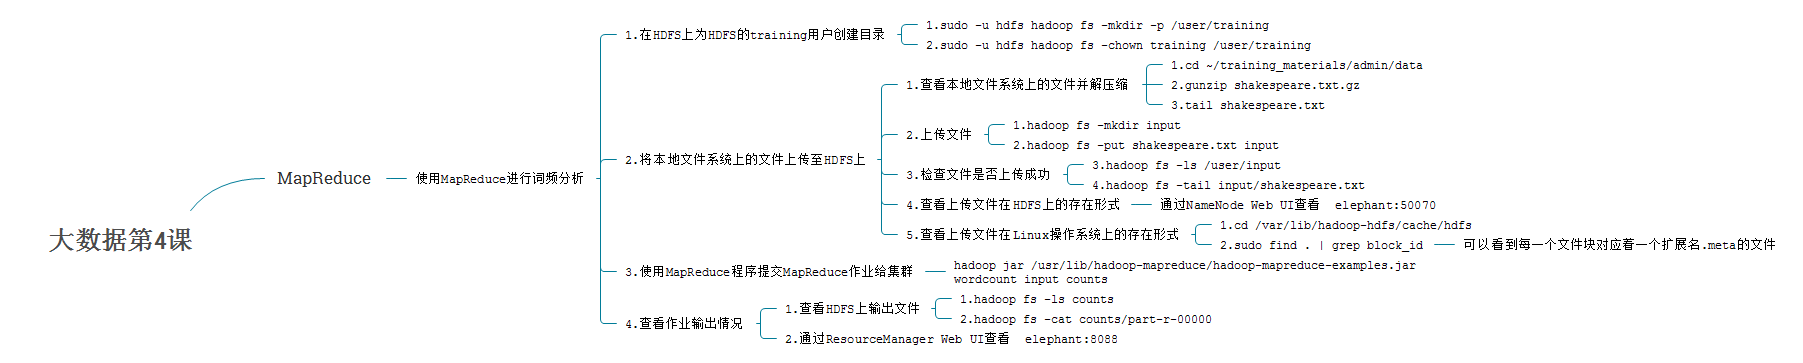 大数据第4课
MapReduce
使用MapReduce进行词频分析
1.在HDFS上为HDFS的training用户创建目录
1.sudo -u hdfs hadoop fs -mkdir -p /user/training
2.sudo -u hdfs hadoop fs -chown training /user/training
2.将本地文件系统上的文件上传至HDFS上
1.查看本地文件系统上的文件并解压缩
1.cd ~/training_materials/admin/data
2.gunzip shakespeare.txt.gz
3.tail shakespeare.txt
2.上传文件
1.hadoop fs -mkdir input
2.hadoop fs -put shakespeare.txt input
3.检查文件是否上传成功
3.hadoop fs -ls /user/input
4.hadoop fs -tail input/shakespeare.txt
4.查看上传文件在HDFS上的存在形式
通过NameNode Web UI查看 elephant:50070
5.查看上传文件在Linux操作系统上的存在形式
1.cd /var/lib/hadoop-hdfs/cache/hdfs
2.sudo find . | grep block_id
可以看到每一个文件块对应着一个扩展名.meta的文件
3.使用MapReduce程序提交MapReduce作业给集群
hadoop jar /usr/lib/hadoop-mapreduce/hadoop-mapreduce-examples.jar
wordcount input counts
4.查看作业输出情况
1.查看HDFS上输出文件
1.hadoop fs -ls counts
2.hadoop fs -cat counts/part-r-00000
2.通过ResourceManager Web UI查看 elephant:8088